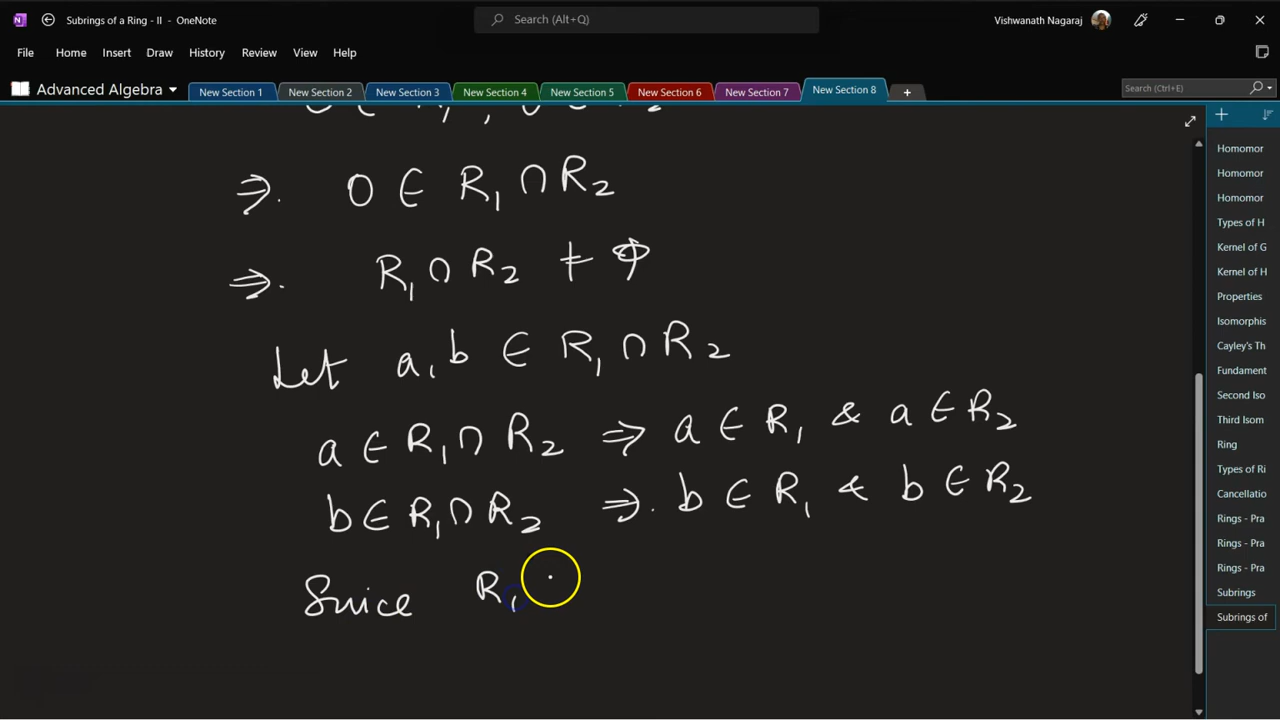 Subrings of a Ring - II - OneNote
Search (Alt+Q)
Vishwanath Nagaraj
File Home Insert Draw History Review View Help
Advanced Algebra
New Section 1 New Section 2 New Section 3 New Section 4 New Section 5 New Section 6 New Section 7 New Section 8 +
Search (Ctrl+E)
⇒. 0 ∈ R₁ ∩ R₂
⇒. R₁ ∩ R₂ ≠ φ
Let a, b ∈ R₁ ∩ R₂
a ∈ R₁ ∩ R₂ ⇒ a ∈ R₁ & a ∈ R₂
b ∈ R₁ ∩ R₂ ⇒. b ∈ R₁ & b ∈ R₂
Since R₁
Homomor
Homomor
Homomor
Types of H
Kernel of G
Kernel of H
Properties
Isomorphis
Cayley's Th
Fundament
Second Iso
Third Isom
Ring
Types of Ri
Cancellatio
Rings - Pra
Rings - Pra
Rings - Pra
Subrings
Subrings of